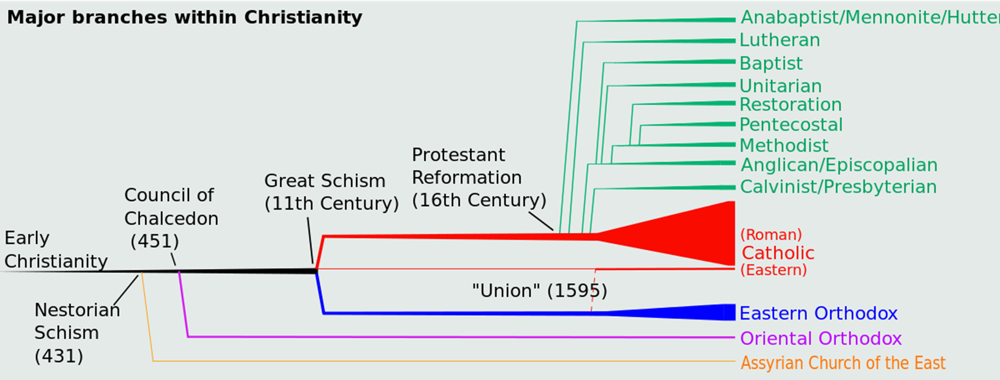 Major branches within Christianity
Anabaptist/Mennonite/Hutter
Lutheran
Baptist
Unitarian
Restoration
Pentecostal
Methodist
Anglican/Episcopalian
Calvinist/Presbyterian
Protestant
Reformation
(16th Century)
Great Schism
(11th Century)
Council of
Chalcedon
(451)
Early
Christianity
(Roman)
Catholic
(Eastern)
"Union" (1595)
Nestorian
Schism
(431)
Eastern Orthodox
Oriental Orthodox
Assyrian Church of the East